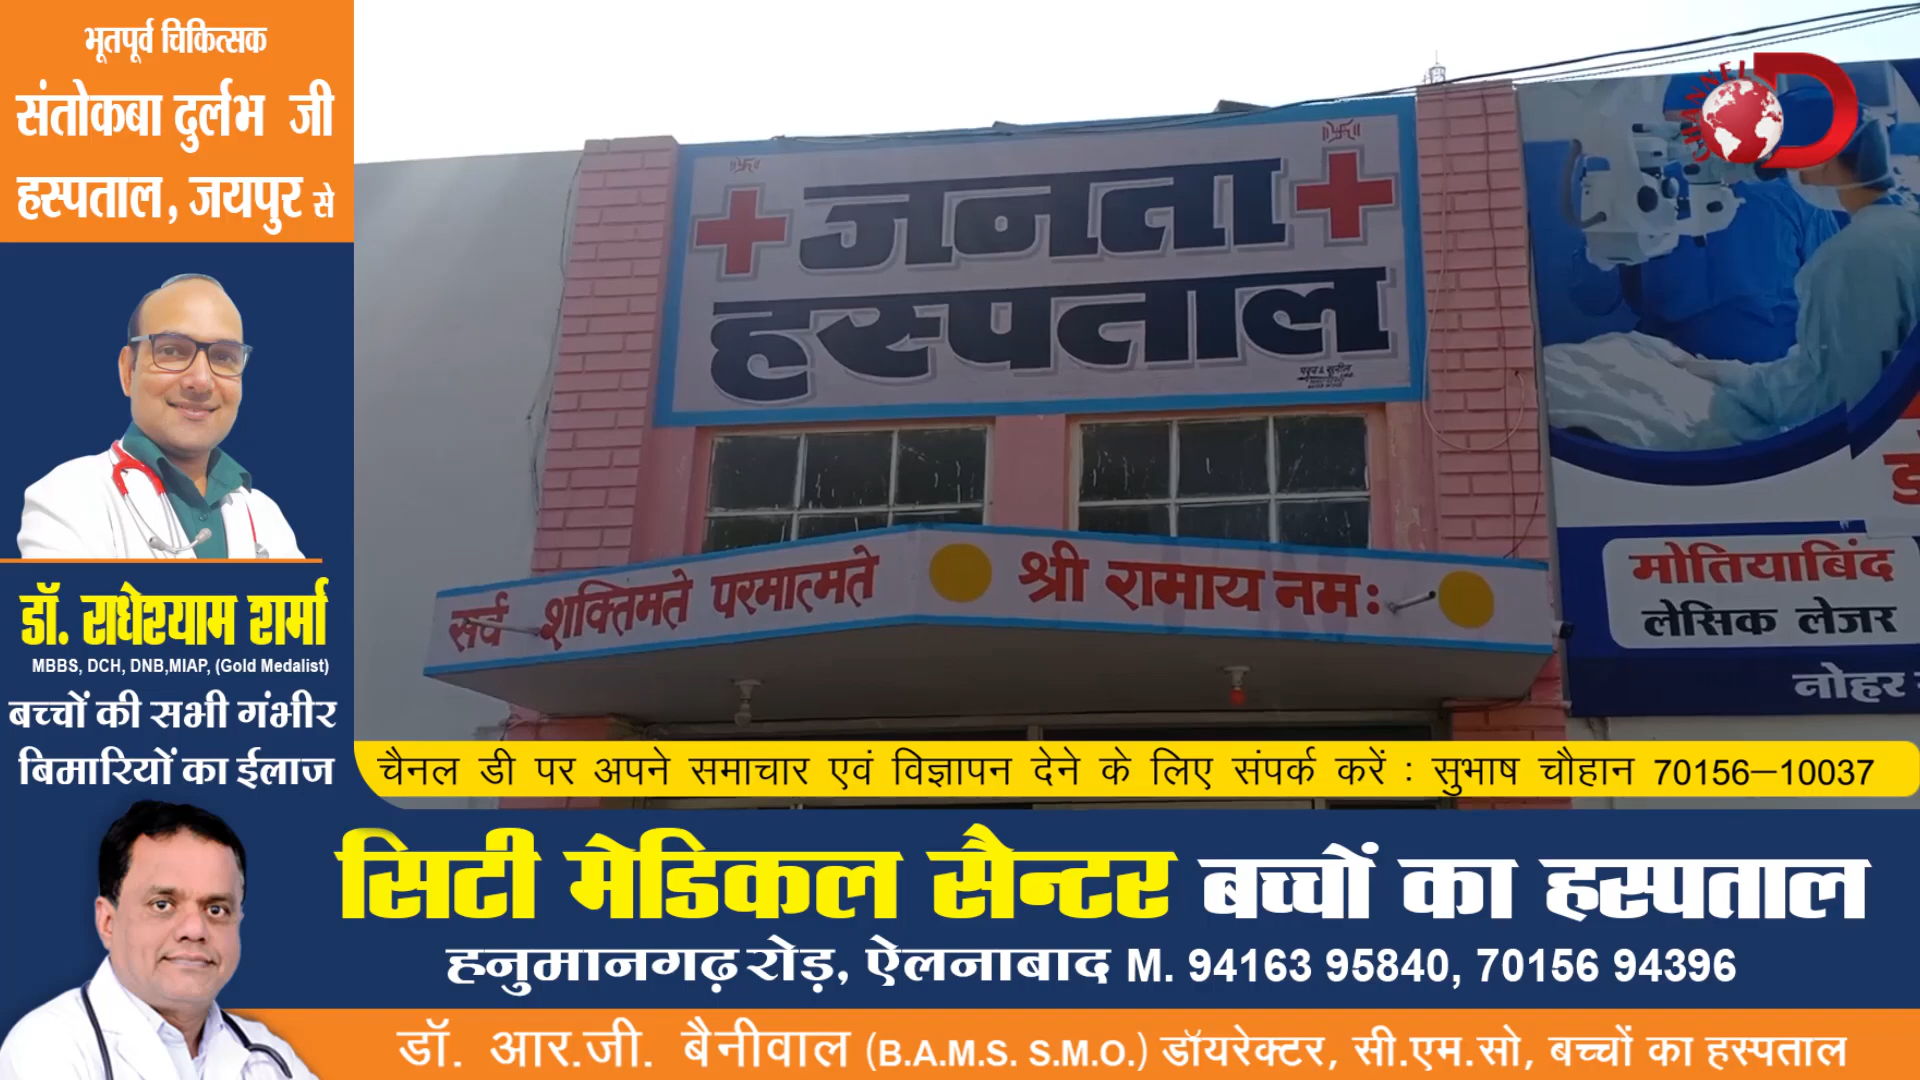 भूतपूर्व चिकित्सक
संतोकबा दुर्लभ जी
हस्पताल, जयपुर से
डॉ. राधेश्याम शर्मा
MBBS, DCH, DNB,MIAP, (Gold Medalist)
बच्चों की सभी गंभीर
बिमारियों का ईलाज
CHANNEL D
जनता
हस्पताल
सर्व शक्तिमते परमात्मते
श्री रामाय नमः
मोतियाबिंद
लेसिक लेजर
नोहर
चैनल डी पर अपने समाचार एवं विज्ञापन देने के लिए संपर्क करें : सुभाष चौहान 70156–10037
सिटी मेडिकल सैन्टर बच्चों का हस्पताल
हनुमानगढ़ रोड़, ऐलनाबाद M. 94163 95840, 70156 94396
डॉ. आर.जी. बैनीवाल (B.A.M.S. S.M.O.) डॉयरेक्टर, सी.एम.सो, बच्चों का हस्पताल